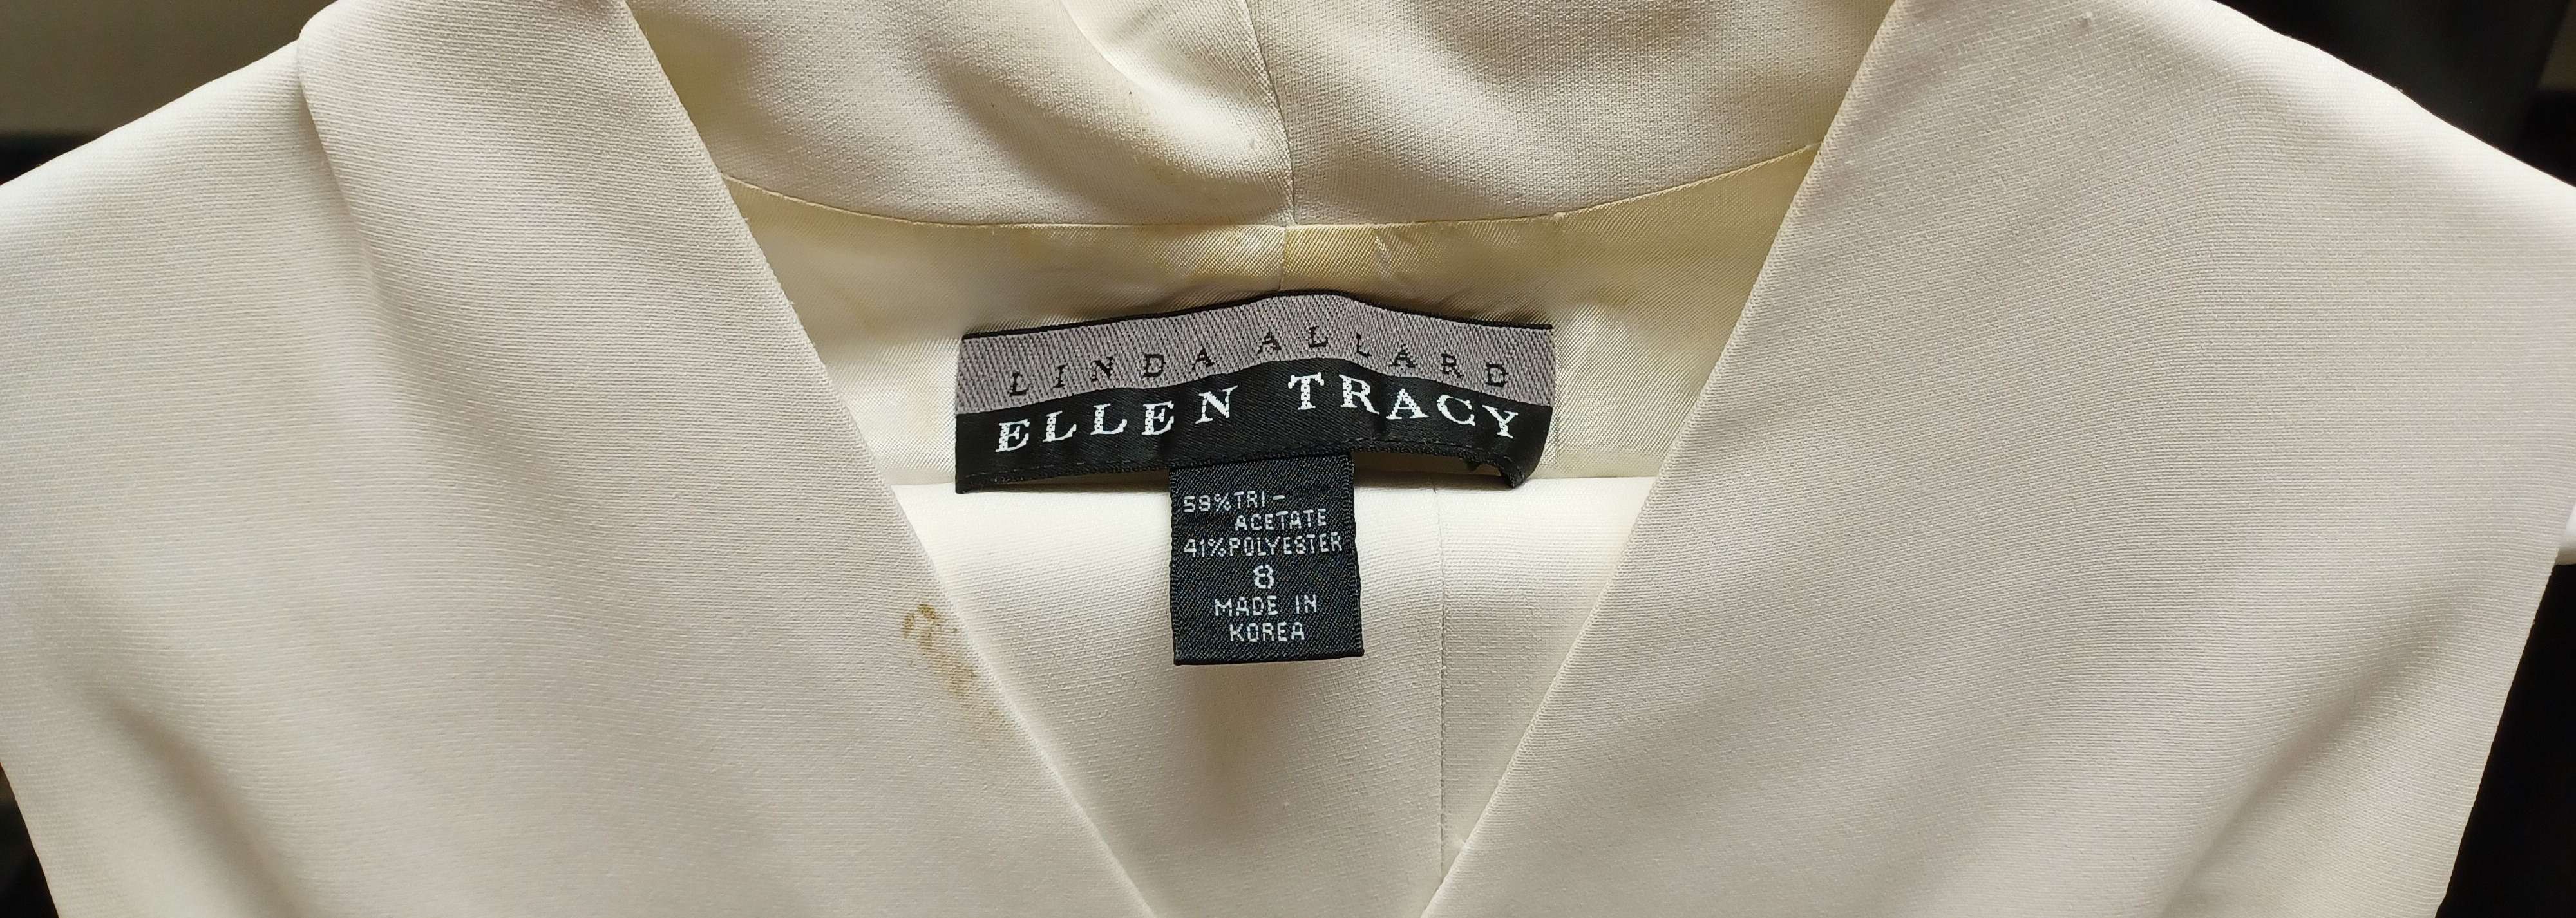 LINDA ALLARD
ELLEN TRACY
59%TRI-
ACETATE
41%POLYESTER
8
MADE IN
KOREA